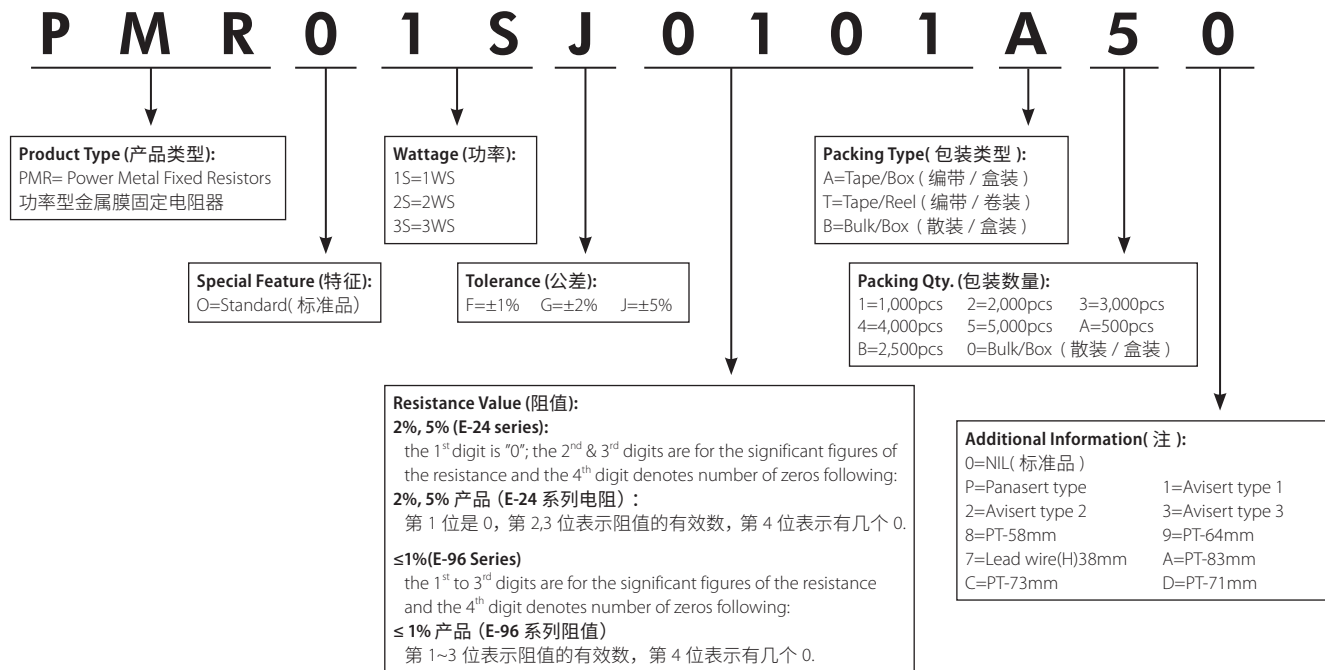 P M R 0 1 S J 0 1 0 1 A 5 0
Product Type (产品类型):
PMR= Power Metal Fixed Resistors
功率型金属膜固定电阻器
Wattage (功率):
1S=1WS
2S=2WS
3S=3WS
Packing Type( 包装类型 ):
A=Tape/Box ( 编带 / 盒装 )
T=Tape/Reel ( 编带 / 卷装 )
B=Bulk/Box ( 散装 / 盒装 )
Special Feature (特征):
O=Standard( 标准品)
Tolerance (公差):
F=±1% G=±2% J=±5%
Packing Qty. (包装数量):
1=1,000pcs 2=2,000pcs 3=3,000pcs
4=4,000pcs 5=5,000pcs A=500pcs
B=2,500pcs 0=Bulk/Box ( 散装 / 盒装 )
Resistance Value (阻值):
2%, 5% (E-24 series):
the 1st digit is "0"; the 2nd & 3rd digits are for the significant figures of
the resistance and the 4th digit denotes number of zeros following:
2%, 5% 产品 (E-24 系列电阻) :
第 1 位是 0，第 2,3 位表示阻值的有效数，第 4 位表示有几个 0.
≤1%(E-96 Series)
the 1st to 3rd digits are for the significant figures of the resistance
and the 4th digit denotes number of zeros following:
≤ 1% 产品 (E-96 系列阻值)
第 1~3 位表示阻值的有效数，第 4 位表示有几个 0.
Additional Information( 注 ):
0=NIL( 标准品 )
P=Panasert type 1=Avisert type 1
2=Avisert type 2 3=Avisert type 3
8=PT-58mm 9=PT-64mm
7=Lead wire(H)38mm A=PT-83mm
C=PT-73mm D=PT-71mm